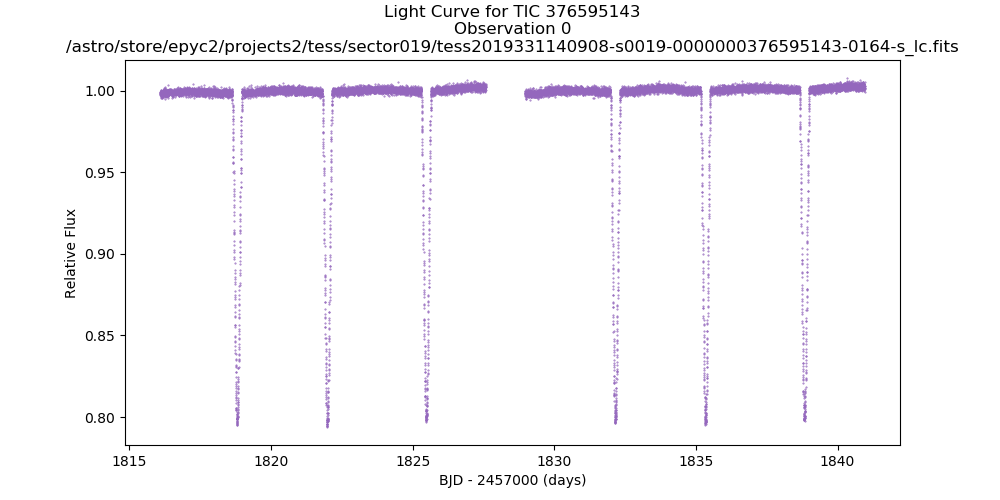 Light Curve for TIC 376595143
Observation 0
/astro/store/epyc2/projects2/tess/sector019/tess2019331140908-s0019-0000000376595143-0164-s_lc.fits
1.00
0.95
0.90
0.85
0.80
Relative Flux
1815
1820
1825
1830
1835
1840
BJD - 2457000 (days)